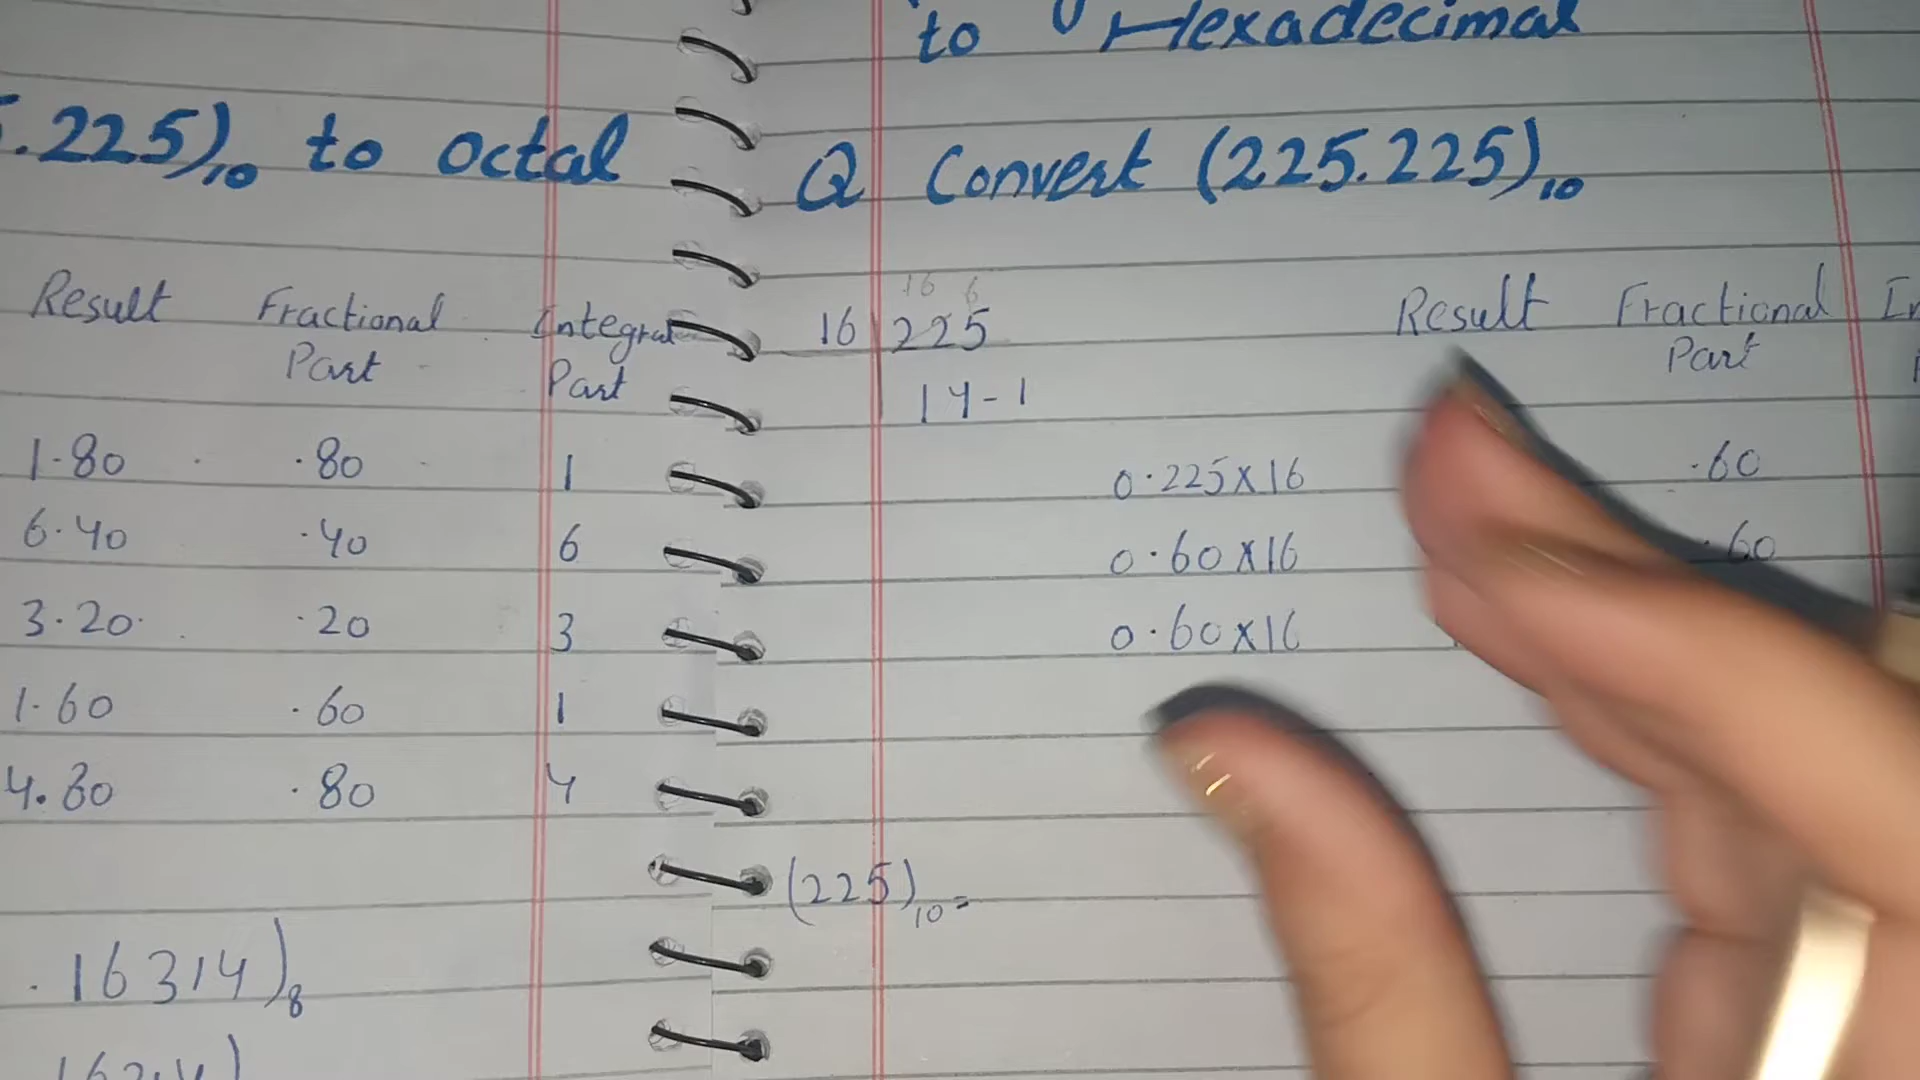 .225)10 to octal
Result Fractional Part Integral Part
1.80 .80 1
6.40 .40 6
3.20 .20 3
1.60 .60 1
4.80 .80 4
.16314)8
to Hexadecimal
Q Convert (225.225)10
16 6
16 225
14-1
Result Fractional Part
0.225x16 .60
0.60x16 .60
0.60x16
(225)10=